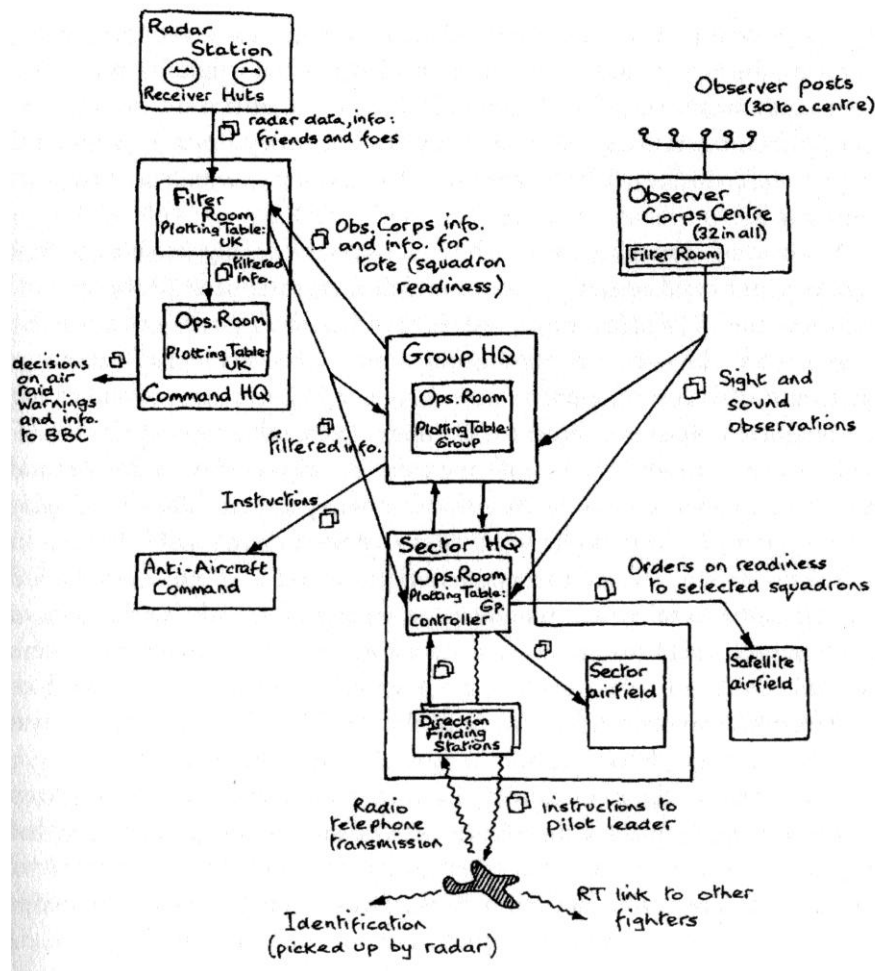 Radar
Station
Receiver Huts
radar data, info:
friends and foes
Observer posts
(30 to a centre)
Filter
Room
Plotting Table:
UK
filtered
info.
Ops. Room
Plotting Table:
UK
Command HQ
decisions
on air
raid
warnings
and info.
to BBC
Obs. Corps info.
and info. for
tote (squadron
readiness)
Observer
Corps Centre
(32 in all)
Filter Room
Group HQ
Ops. Room
Plotting Table:
Group
Sight and
sound
observations
Filtered info.
Instructions
Anti-Aircraft
Command
Sector HQ
Ops. Room
Plotting Table:
Gp.
Controller
Orders on readiness
to selected squadrons
Sector
airfield
Satellite
airfield
Direction
Finding
Stations
Radio
telephone
transmission
instructions to
pilot leader
Identification
(picked up by radar)
RT link to other
fighters